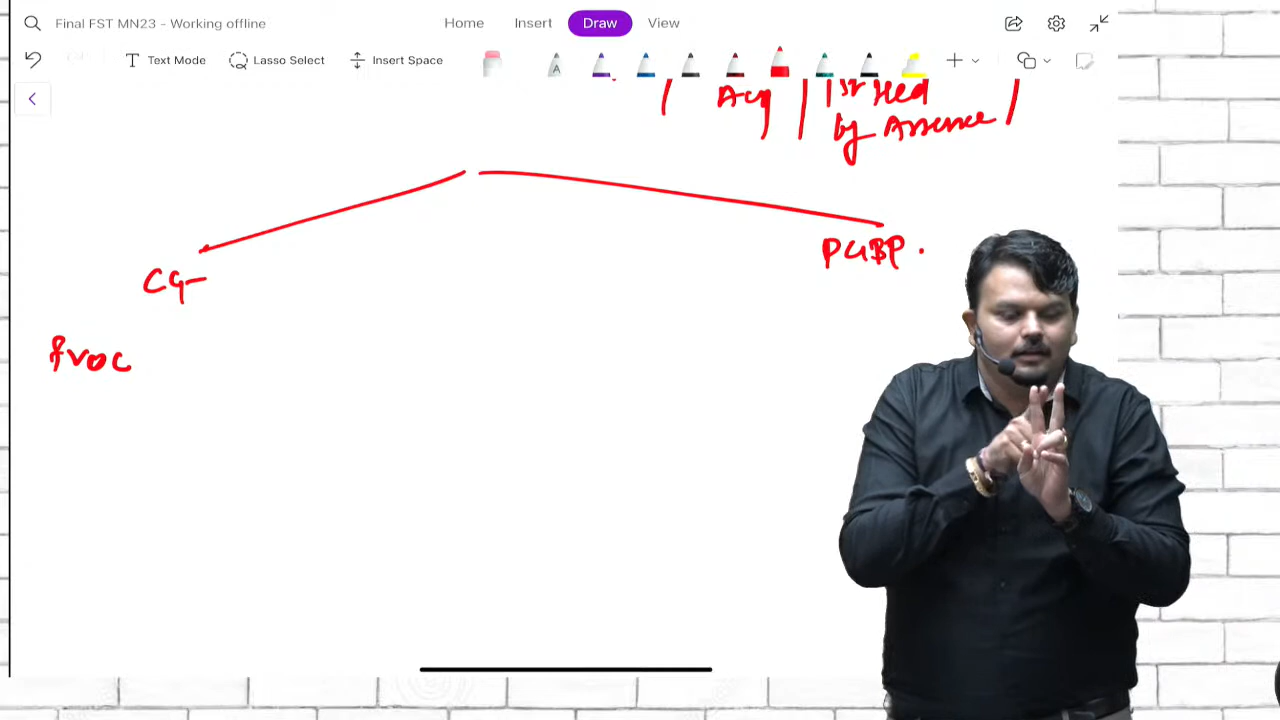 Final FST MN23 - Working offline
Home Insert Draw View
Text Mode Lasso Select Insert Space
A
Acq
1st Held
by Assessee
CG
PGBP.
fvoc